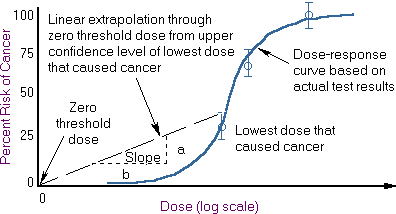 100
75
50
25
0
Percent Risk of Cancer
Linear extrapolation through
zero threshold dose from upper
confidence level of lowest dose
that caused cancer
Zero
threshold
dose
Slope
a
b
Dose-response
curve based on
actual test results
Lowest dose that
caused cancer
Dose (log scale)